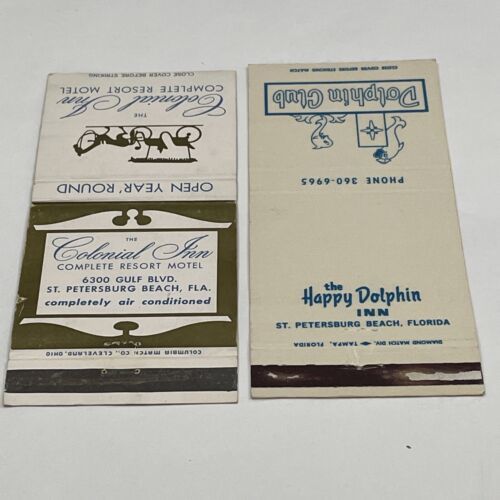 CLOSE COVER BEFORE STRIKING
COMPLETE RESORT MOTEL
Colonial Inn
THE
OPEN YEAR' ROUND
THE
Colonial Inn
COMPLETE RESORT MOTEL
6300 GULF BLVD.
ST. PETERSBURG BEACH, FLA.
completely air conditioned
COLUMBIA MATCH CO., CLEVELAND, OHIO
CLOSE COVER BEFORE STRIKING MATCH
Dolphin Club
PHONE 360-6965
the
Happy Dolphin
INN
ST. PETERSBURG BEACH, FLORIDA
DIAMOND MATCH DIV. TAMPA, FLORIDA